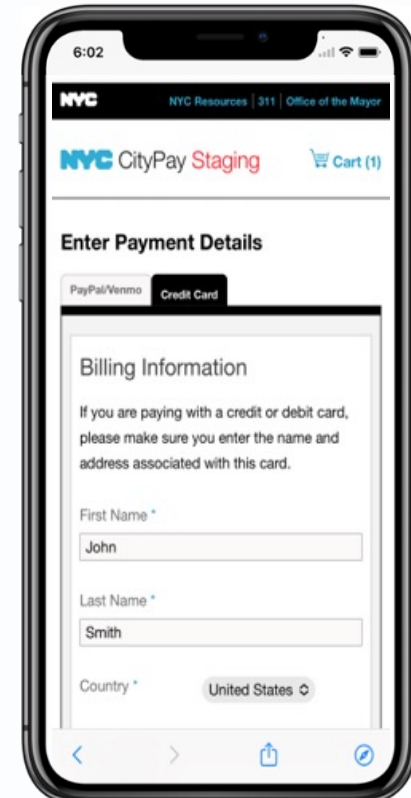 6:02
NYC
NYC Resources | 311 | Office of the Mayor
NYC CityPay Staging
Cart (1)
Enter Payment Details
PayPal/Venmo
Credit Card
Billing Information
If you are paying with a credit or debit card,
please make sure you enter the name and
address associated with this card.
First Name *
John
Last Name *
Smith
Country *
United States